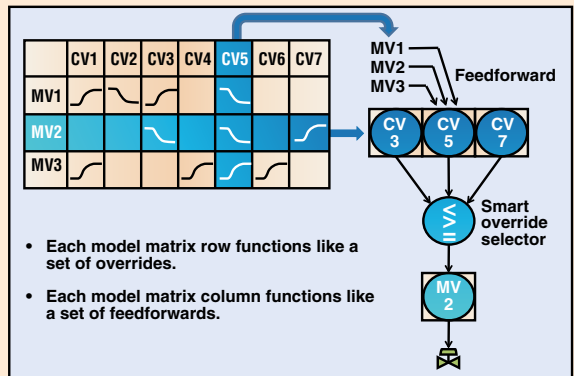 CV1 CV2 CV3 CV4 CV5 CV6 CV7
MV1
MV2
MV3
MV1
MV2
MV3
Feedforward
CV 3
CV 5
CV 7
< > =
Smart
override
selector
MV 2
• Each model matrix row functions like a
set of overrides.
• Each model matrix column functions like
a set of feedforwards.